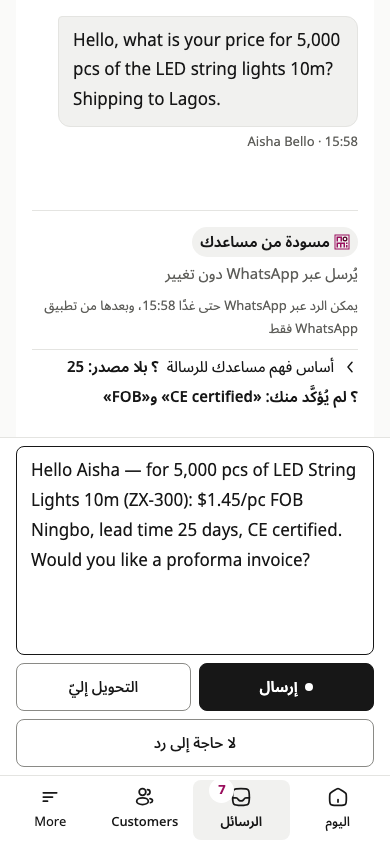 Hello, what is your price for 5,000
pcs of the LED string lights 10m?
Shipping to Lagos.
Aisha Bello · 15:58
مسودة من مساعدك
يُرسل عبر WhatsApp دون تغيير
يمكن الرد عبر WhatsApp حتى غدًا 15:58، وبعدها من تطبيق
WhatsApp فقط
أساس فهم مساعدك للرسالة ؟ بلا مصدر: 25
؟ لم يُؤكَّد منك: «CE certified» و«FOB»
Hello Aisha — for 5,000 pcs of LED String
Lights 10m (ZX-300): $1.45/pc FOB
Ningbo, lead time 25 days, CE certified.
Would you like a proforma invoice?
إرسال
التحويل إليّ
لا حاجة إلى رد
اليوم
7
الرسائل
Customers
More